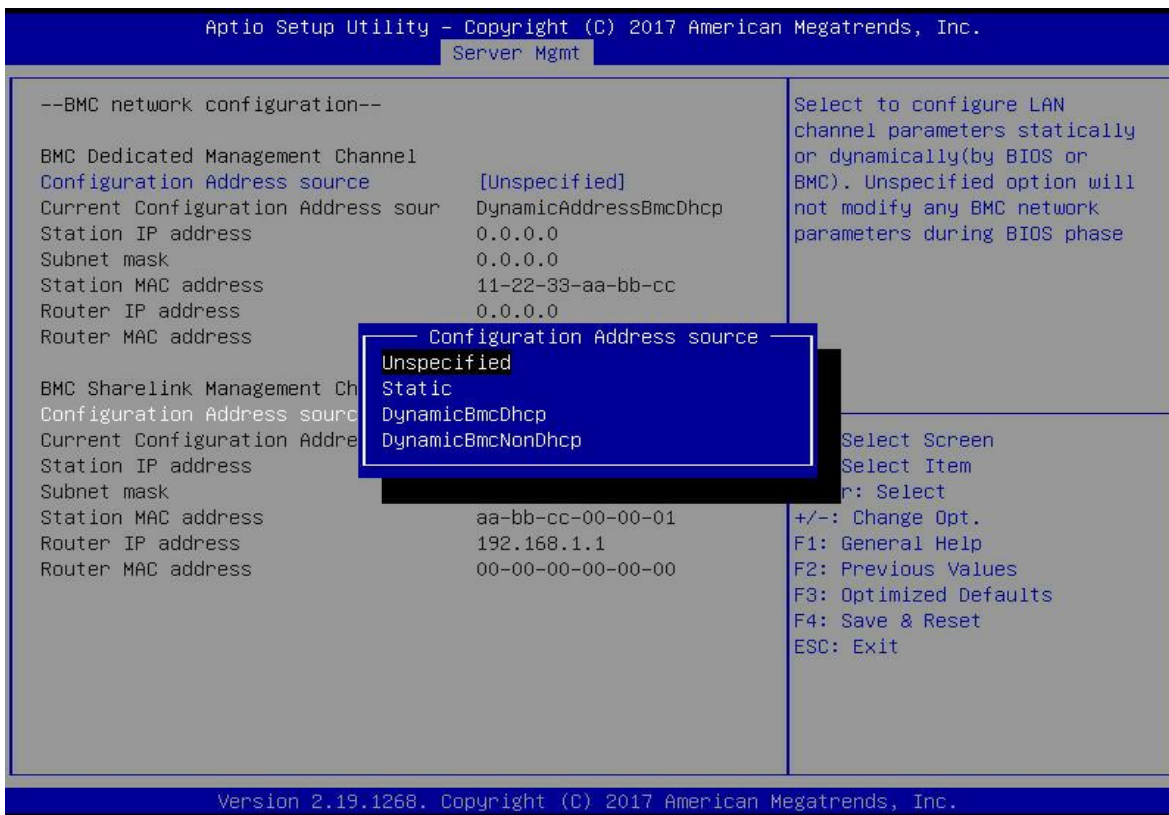 Aptio Setup Utility – Copyright (C) 2017 American Megatrends, Inc.
Server Mgmt
--BMC network configuration--
BMC Dedicated Management Channel
Configuration Address source [Unspecified]
Current Configuration Address sour DynamicAddressBmcDhcp
Station IP address 0.0.0.0
Subnet mask 0.0.0.0
Station MAC address 11-22-33-aa-bb-cc
Router IP address 0.0.0.0
Router MAC address
BMC Sharelink Management Ch
Configuration Address sourc
Current Configuration Addre
Station IP address
Subnet mask
Station MAC address aa-bb-cc-00-00-01
Router IP address 192.168.1.1
Router MAC address 00-00-00-00-00-00
Configuration Address source
Unspecified
Static
DynamicBmcDhcp
DynamicBmcNonDhcp
Select to configure LAN
channel parameters statically
or dynamically(by BIOS or
BMC). Unspecified option will
not modify any BMC network
parameters during BIOS phase
Select Screen
Select Item
r: Select
+/-: Change Opt.
F1: General Help
F2: Previous Values
F3: Optimized Defaults
F4: Save & Reset
ESC: Exit
Version 2.19.1268. Copyright (C) 2017 American Megatrends, Inc.